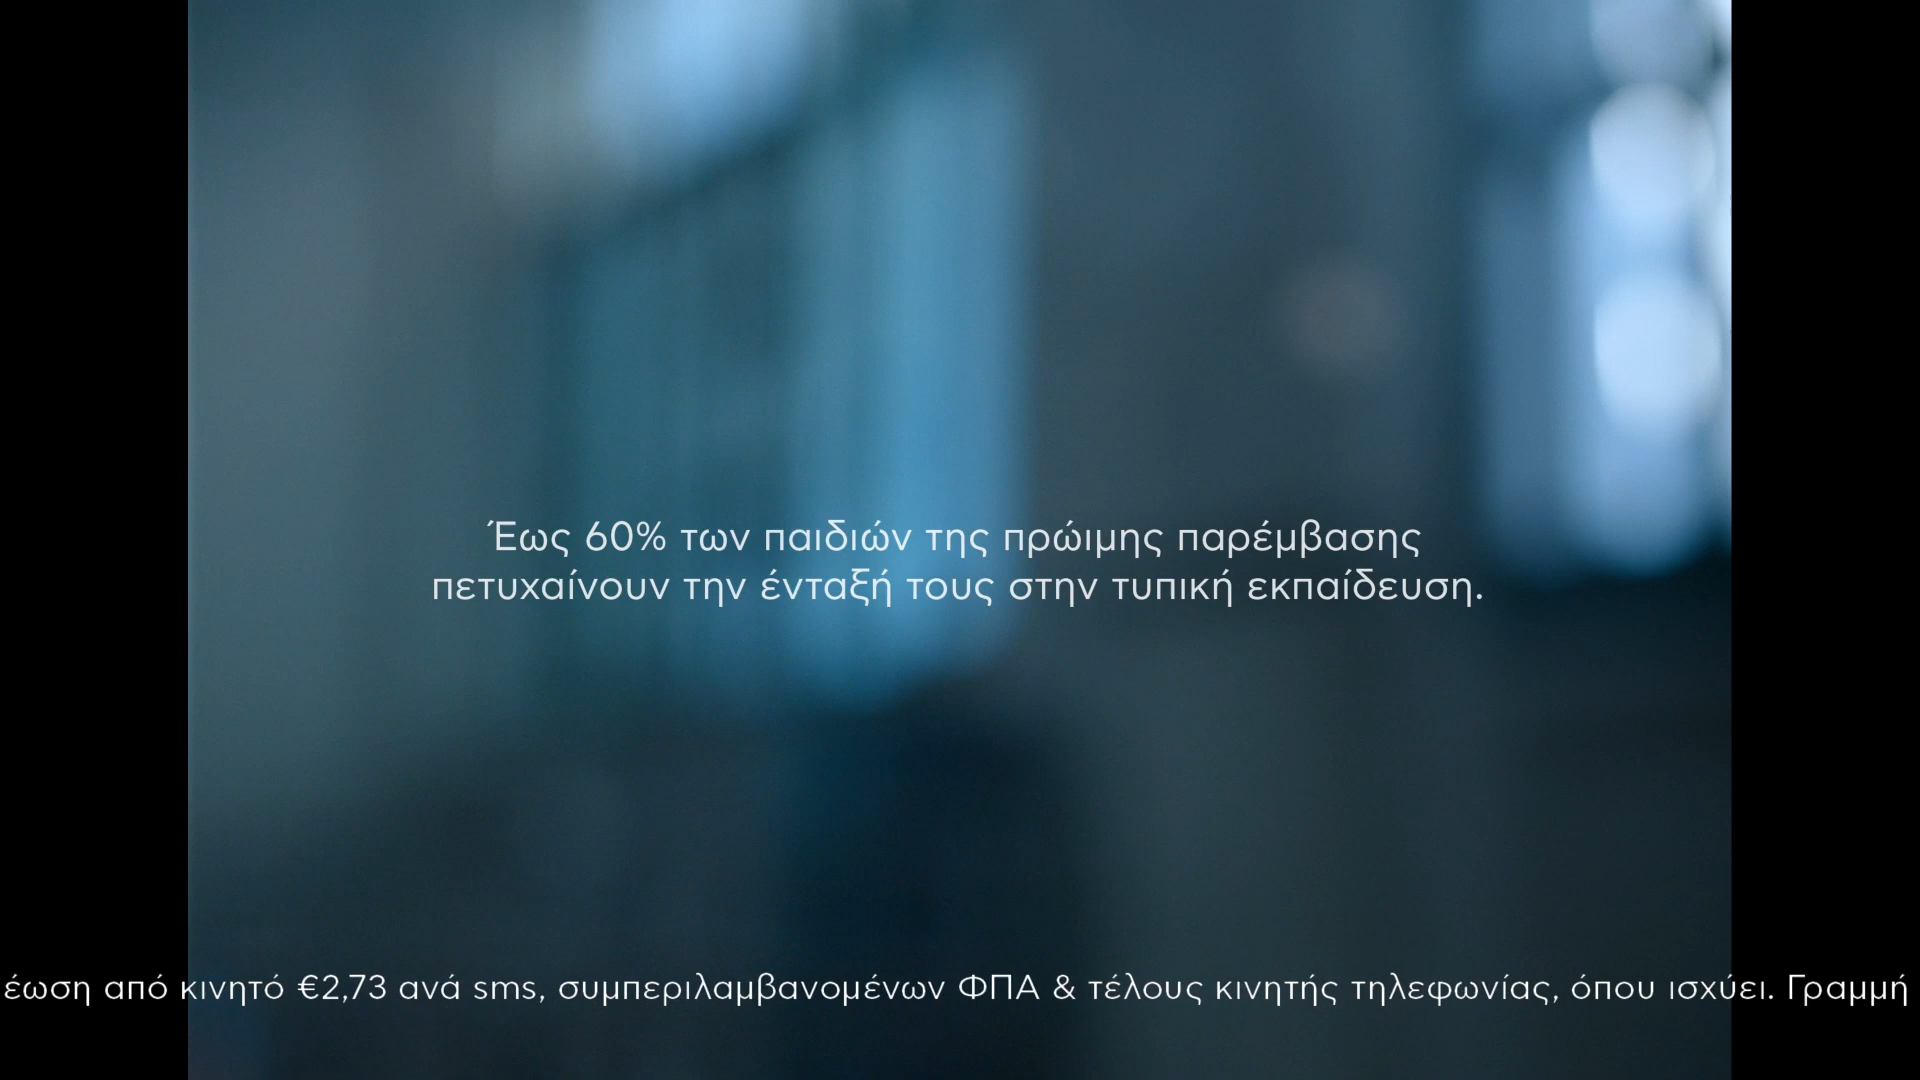 Έως 60% των παιδιών της πρώιμης παρέμβασης
πετυχαίνουν την ένταξή τους στην τυπική εκπαίδευση.
έωση από κινητό €2,73 ανά sms, συμπεριλαμβανομένων ΦΠΑ & τέλους κινητής τηλεφωνίας, όπου ισχύει. Γραμμή